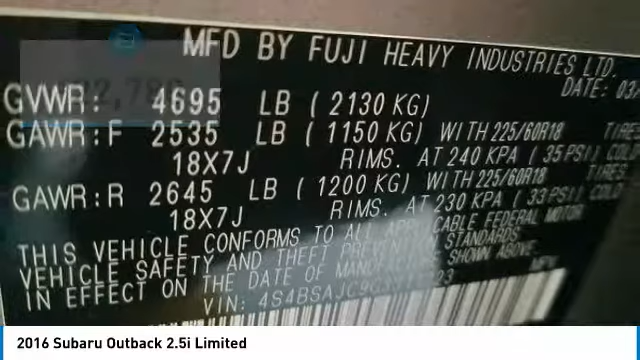 MFD BY FUJI HEAVY INDUSTRIES LTD.
DATE: 03/
GVWR: 4695 LB (2130 KG)
GAWR:F 2535 LB (1150 KG) WITH 225/60R18 TIRES
18X7J RIMS. AT 240 KPA (35 PSI) COLD
GAWR:R 2645 LB (1200 KG) WITH 225/60R18 TIRES
18X7J RIMS. AT 230 KPA (33 PSI) COLD
THIS VEHICLE CONFORMS TO ALL APPLICABLE FEDERAL MOTOR
VEHICLE SAFETY AND THEFT PREVENTION STANDARDS
IN EFFECT ON THE DATE OF MANUFACTURE SHOWN ABOVE.
VIN: MPV
2016 Subaru Outback 2.5i Limited